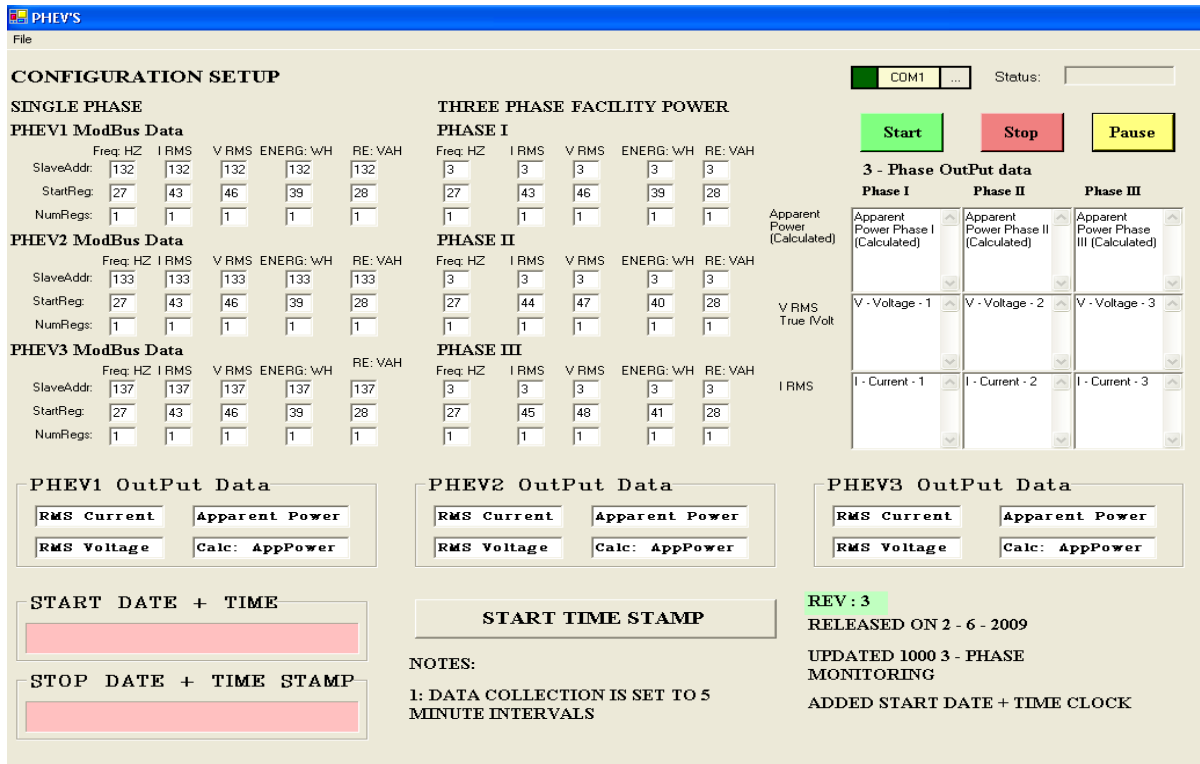 PHEV'S
File
CONFIGURATION SETUP
SINGLE PHASE
PHEV1 ModBus Data
Freq: HZ I RMS V RMS ENERG: WH RE: VAH
SlaveAddr: 132 132 132 132 132
StartReg: 27 43 46 39 28
NumRegs: 1 1 1 1 1
PHEV2 ModBus Data
Freq: HZ I RMS V RMS ENERG: WH RE: VAH
SlaveAddr: 133 133 133 133 133
StartReg: 27 43 46 39 28
NumRegs: 1 1 1 1 1
PHEV3 ModBus Data
Freq: HZ I RMS V RMS ENERG: WH RE: VAH
SlaveAddr: 137 137 137 137 137
StartReg: 27 43 46 39 28
NumRegs: 1 1 1 1 1
THREE PHASE FACILITY POWER
PHASE I
Freq: HZ I RMS V RMS ENERG: WH RE: VAH
3 3 3 3 3
27 43 46 39 28
1 1 1 1 1
PHASE II
Freq: HZ I RMS V RMS ENERG: WH RE: VAH
3 3 3 3 3
27 44 47 40 28
1 1 1 1 1
PHASE III
Freq: HZ I RMS V RMS ENERG: WH RE: VAH
3 3 3 3 3
27 45 48 41 28
1 1 1 1 1
COM1 ... Status:
Start Stop Pause
3 - Phase OutPut data
Phase I Phase II Phase III
Apparent
Power
(Calculated)
Apparent
Power Phase I
(Calculated)
Apparent
Power Phase II
(Calculated)
Apparent
Power Phase
III (Calculated)
V RMS
True fVolt
V - Voltage - 1 V - Voltage - 2 V - Voltage - 3
I RMS
I - Current - 1 I - Current - 2 I - Current - 3
PHEV1 OutPut Data
RMS Current Apparent Power
RMS Voltage Calc: AppPower
PHEV2 OutPut Data
RMS Current Apparent Power
RMS Voltage Calc: AppPower
PHEV3 OutPut Data
RMS Current Apparent Power
RMS Voltage Calc: AppPower
START DATE + TIME
STOP DATE + TIME STAMP
START TIME STAMP
NOTES:
1: DATA COLLECTION IS SET TO 5
MINUTE INTERVALS
REV : 3
RELEASED ON 2 - 6 - 2009
UPDATED 1000 3 - PHASE
MONITORING
ADDED START DATE + TIME CLOCK